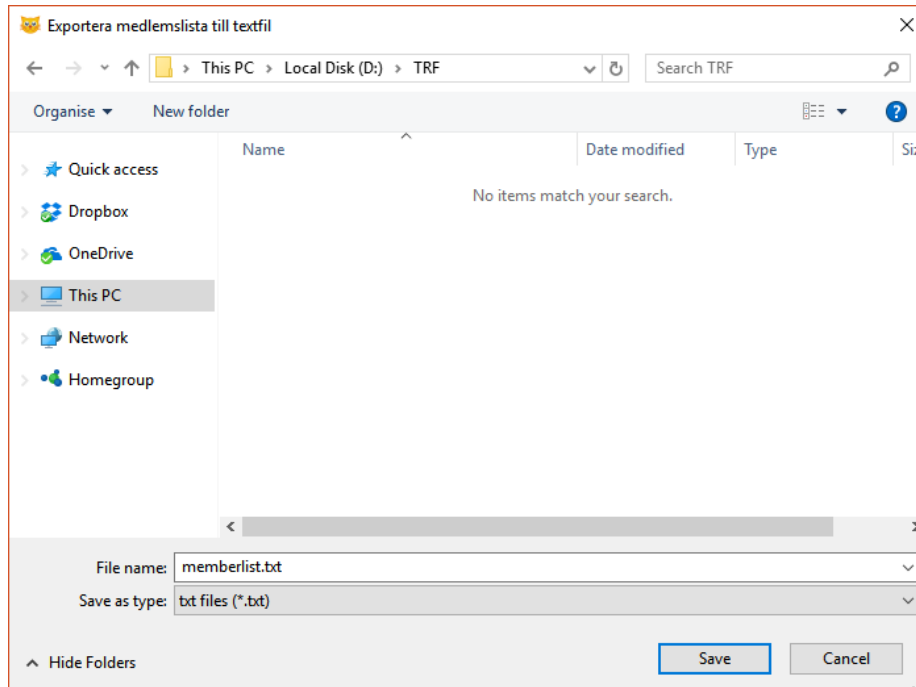 Exportera medlemslista till textfil
This PC > Local Disk (D:) > TRF
Search TRF
Organise
New folder
?
Name
Date modified
Type
Siz
Quick access
No items match your search.
Dropbox
OneDrive
This PC
Network
Homegroup
File name: memberlist.txt
Save as type: txt files (*.txt)
Hide Folders
Save
Cancel